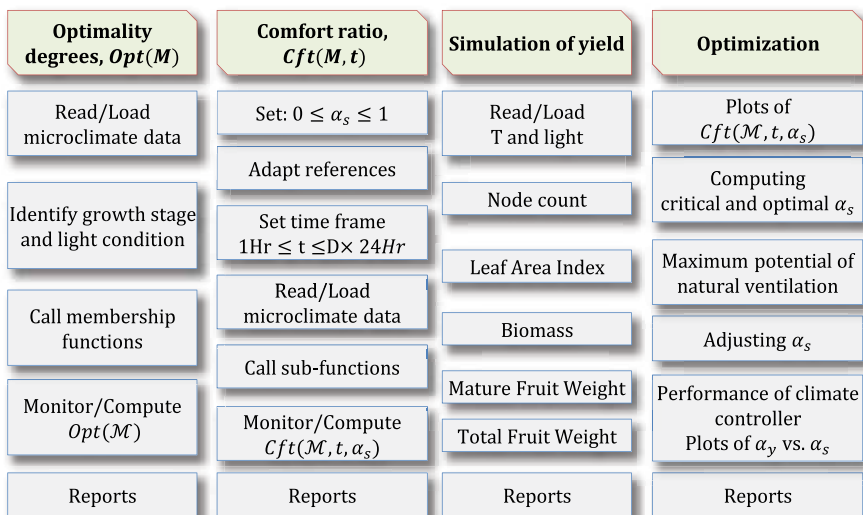 Optimality
degrees, Opt(M)
Read/Load
microclimate data
Identify growth stage
and light condition
Call membership
functions
Monitor/Compute
Opt(ℳ)
Reports
Comfort ratio,
Cft(M, t)
Set: 0 ≤ αₛ ≤ 1
Adapt references
Set time frame
1Hr ≤ t ≤D× 24Hr
Read/Load
microclimate data
Call sub-functions
Monitor/Compute
Cft(ℳ, t, αₛ)
Reports
Simulation of yield
Read/Load
T and light
Node count
Leaf Area Index
Biomass
Mature Fruit Weight
Total Fruit Weight
Reports
Optimization
Plots of
Cft(ℳ, t, αₛ)
Computing
critical and optimal αₛ
Maximum potential of
natural ventilation
Adjusting αₛ
Performance of climate
controller
Plots of α_y vs. αₛ
Reports